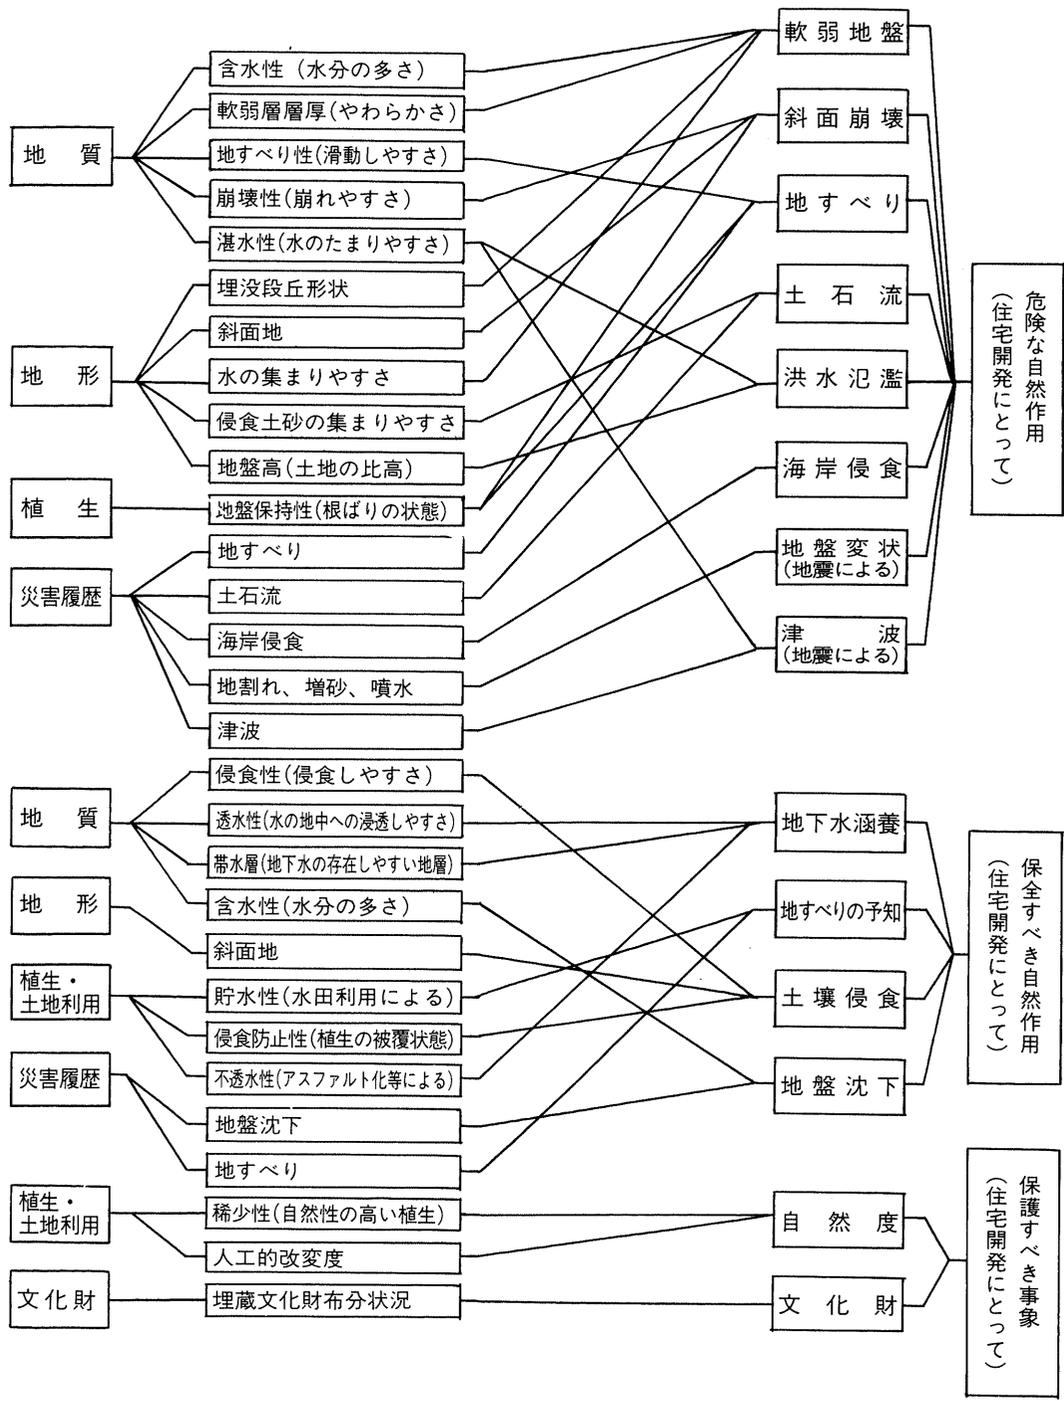 地質
地形
植生
災害履歴
地質
地形
植生・
土地利用
災害履歴
植生・
土地利用
文化財
含水性（水分の多さ）
軟弱層層厚(やわらかさ)
地すべり性(滑動しやすさ)
崩壊性(崩れやすさ)
湛水性(水のたまりやすさ)
埋没段丘形状
斜面地
水の集まりやすさ
侵食土砂の集まりやすさ
地盤高(土地の比高)
地盤保持性(根ばりの状態)
地すべり
土石流
海岸侵食
地割れ、増砂、噴水
津波
侵食性(侵食しやすさ)
透水性(水の地中への浸透しやすさ)
帯水層(地下水の存在しやすい地層)
含水性(水分の多さ)
斜面地
貯水性(水田利用による)
侵食防止性(植生の被覆状態)
不透水性(アスファルト化等による)
地盤沈下
地すべり
稀少性(自然性の高い植生)
人工的改変度
埋蔵文化財布分状況
軟弱地盤
斜面崩壊
地すべり
土石流
洪水氾濫
海岸侵食
地盤変状
(地震による)
津波
(地震による)
地下水涵養
地すべりの予知
土壌侵食
地盤沈下
自然度
文化財
危険な自然作用
(住宅開発にとって)
保全すべき自然作用
(住宅開発にとって)
保護すべき事象
(住宅開発にとって)